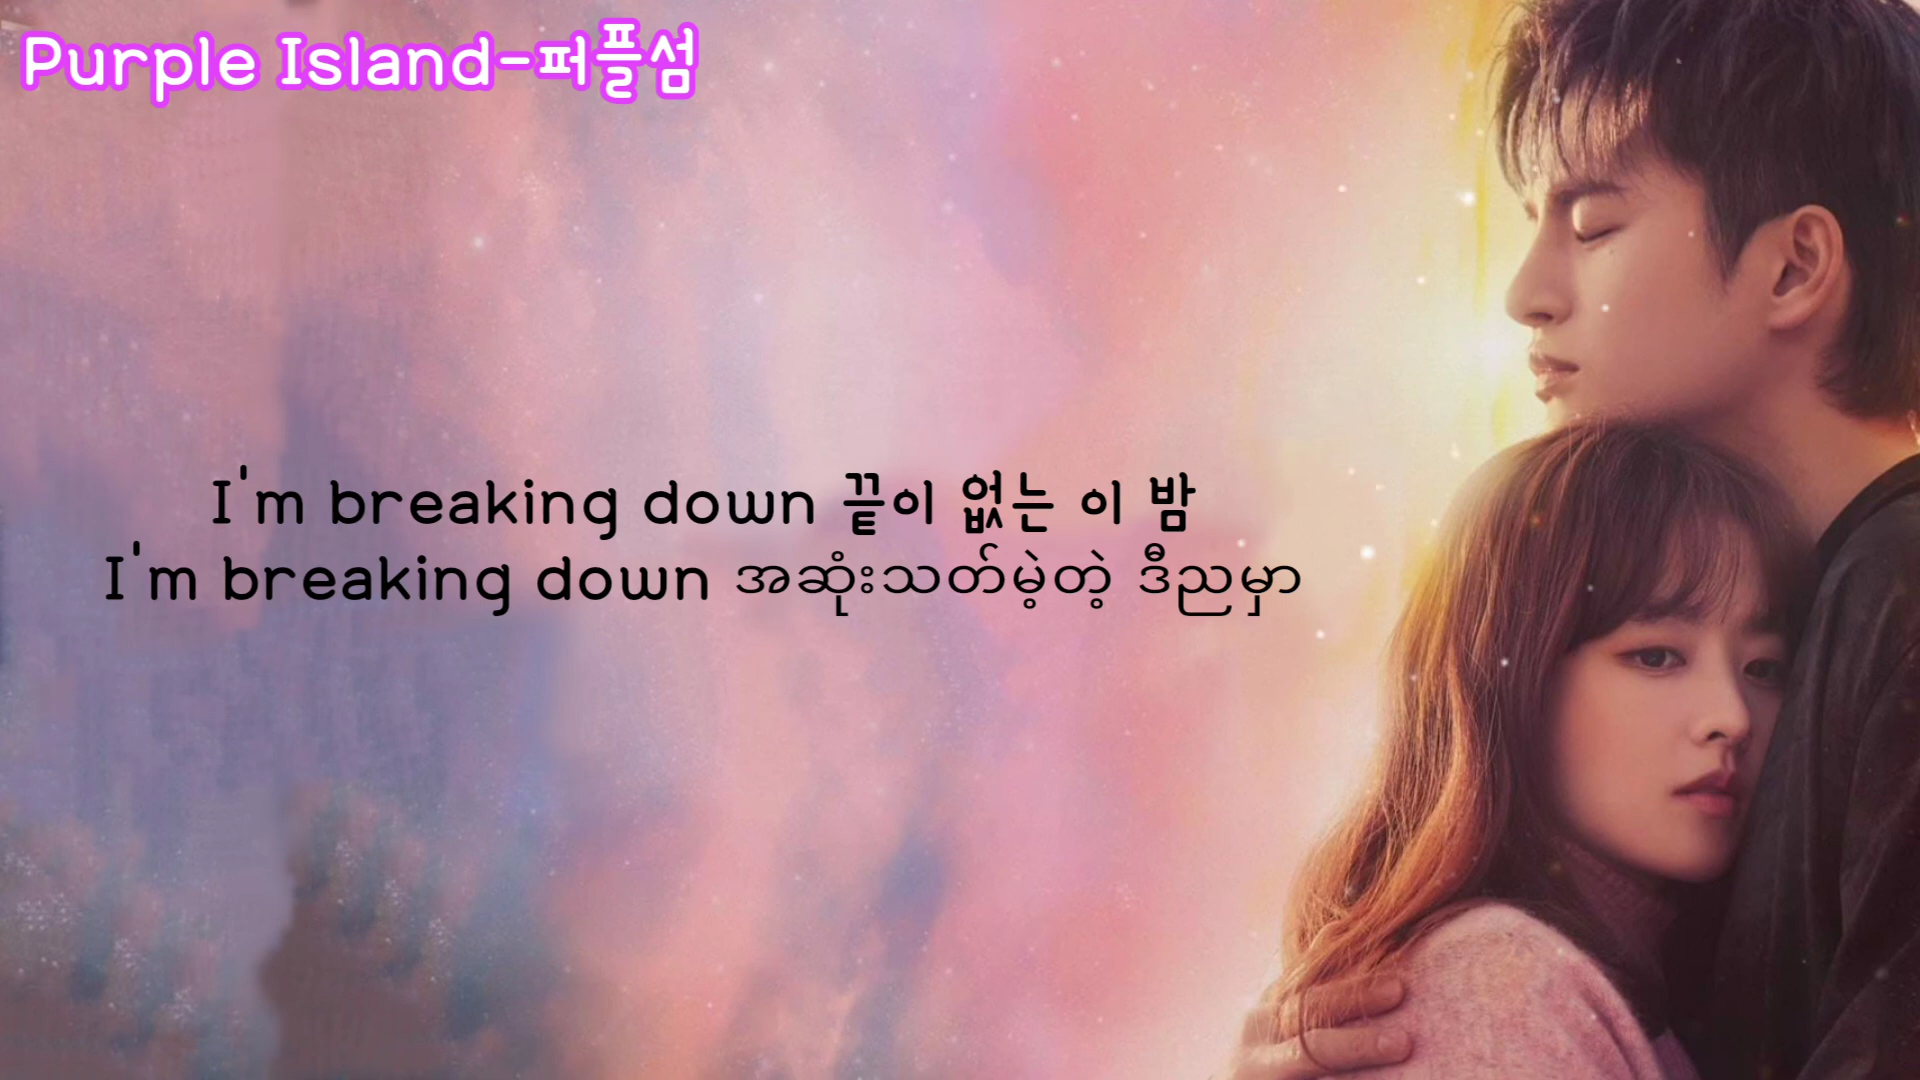 Purple Island-퍼플섬
I'm breaking down 끝이 없는 이 밤
I'm breaking down အဆုံးသတ်မဲ့တဲ့ ဒီညမှာ